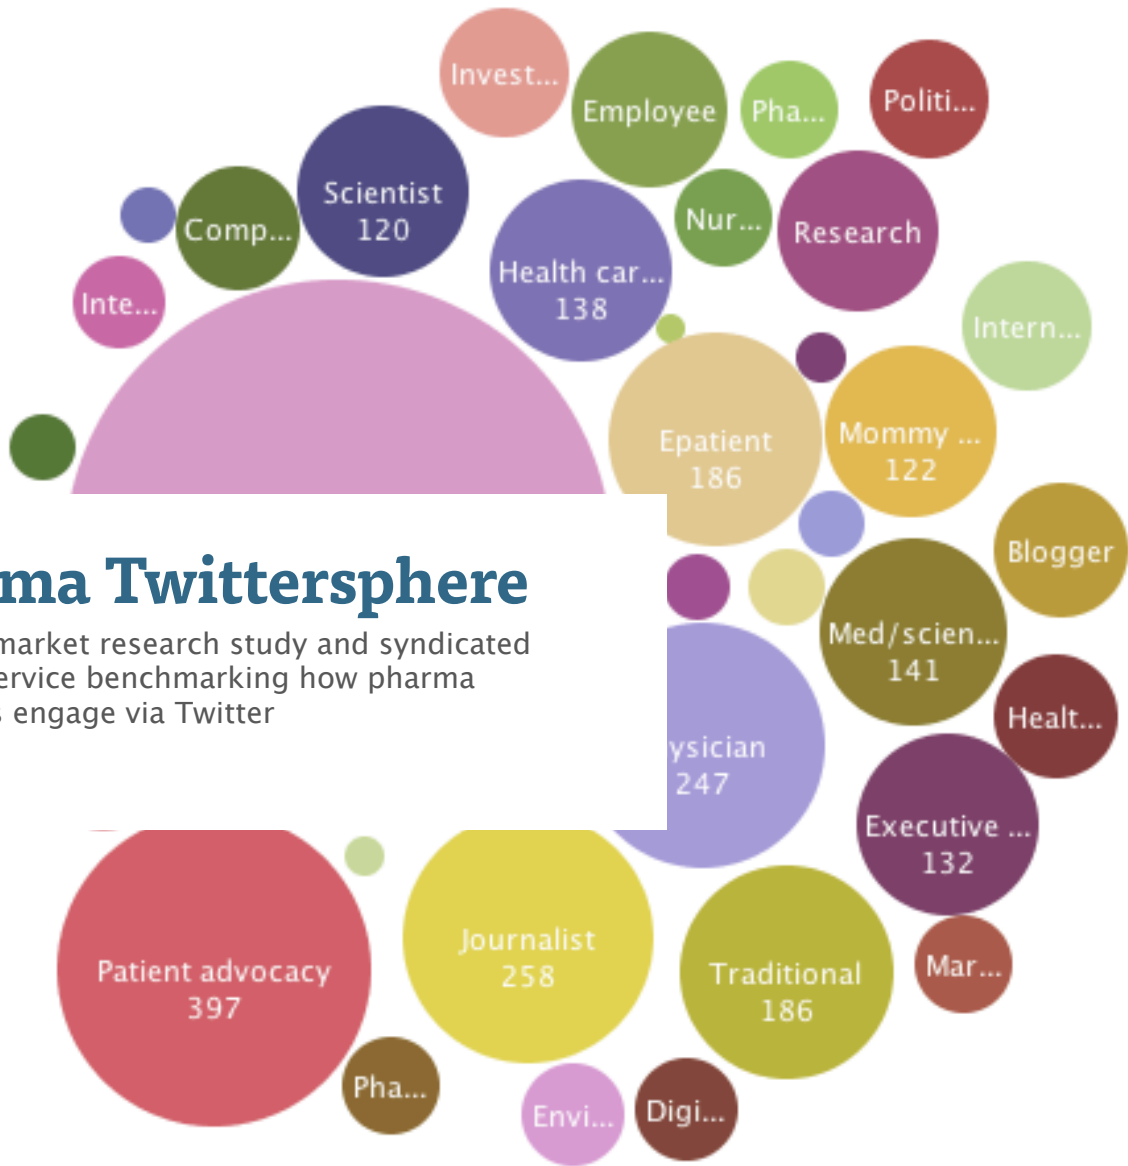 Invest...
Employee
Pha...
Politi...
Scientist
120
Comp...
Nur...
Research
Health car...
138
Inte...
Intern...
Epatient
186
Mommy ...
122
Blogger
ma Twittersphere
market research study and syndicated
ervice benchmarking how pharma
s engage via Twitter
Med/scien...
141
Healt...
ysician
247
Executive ...
132
Patient advocacy
397
Journalist
258
Traditional
186
Mar...
Pha...
Envi...
Digi...